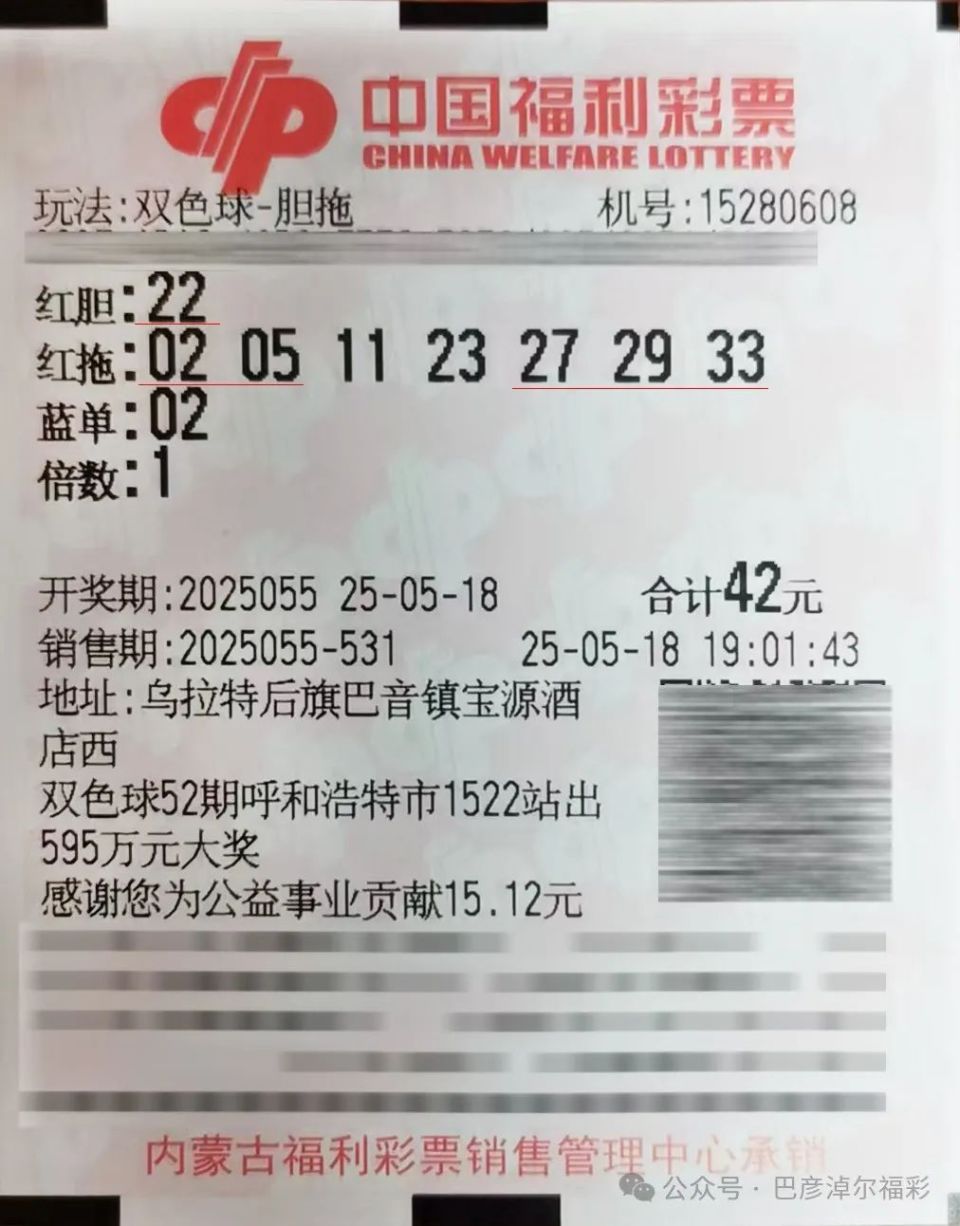 中国福利彩票
CHINA WELFARE LOTTERY
玩法:双色球-胆拖 机号:15280608
红胆:22
红拖:02 05 11 23 27 29 33
蓝单:02
倍数:1
开奖期:2025055 25-05-18 合计42元
销售期:2025055-531 25-05-18 19:01:43
地址:乌拉特后旗巴音镇宝源酒
店西
双色球52期呼和浩特市1522站出
595万元大奖
感谢您为公益事业贡献15.12元
内蒙古福利彩票销售管理中心承销
公众号·巴彦淖尔福彩